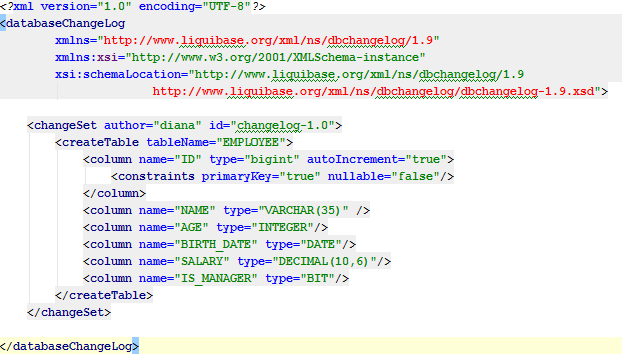 <?xml version="1.0" encoding="UTF-8"?>
<databaseChangeLog
xmlns="http://www.liquibase.org/xml/ns/dbchangelog/1.9"
xmlns:xsi="http://www.w3.org/2001/XMLSchema-instance"
xsi:schemaLocation="http://www.liquibase.org/xml/ns/dbchangelog/1.9
http://www.liquibase.org/xml/ns/dbchangelog/dbchangelog-1.9.xsd">
<changeSet author="diana" id="changelog-1.0">
<createTable tableName="EMPLOYEE">
<column name="ID" type="bigint" autoIncrement="true">
<constraints primaryKey="true" nullable="false"/>
</column>
<column name="NAME" type="VARCHAR(35)" />
<column name="AGE" type="INTEGER"/>
<column name="BIRTH_DATE" type="DATE"/>
<column name="SALARY" type="DECIMAL(10,6)"/>
<column name="IS_MANAGER" type="BIT"/>
</createTable>
</changeSet>
</databaseChangeLog>